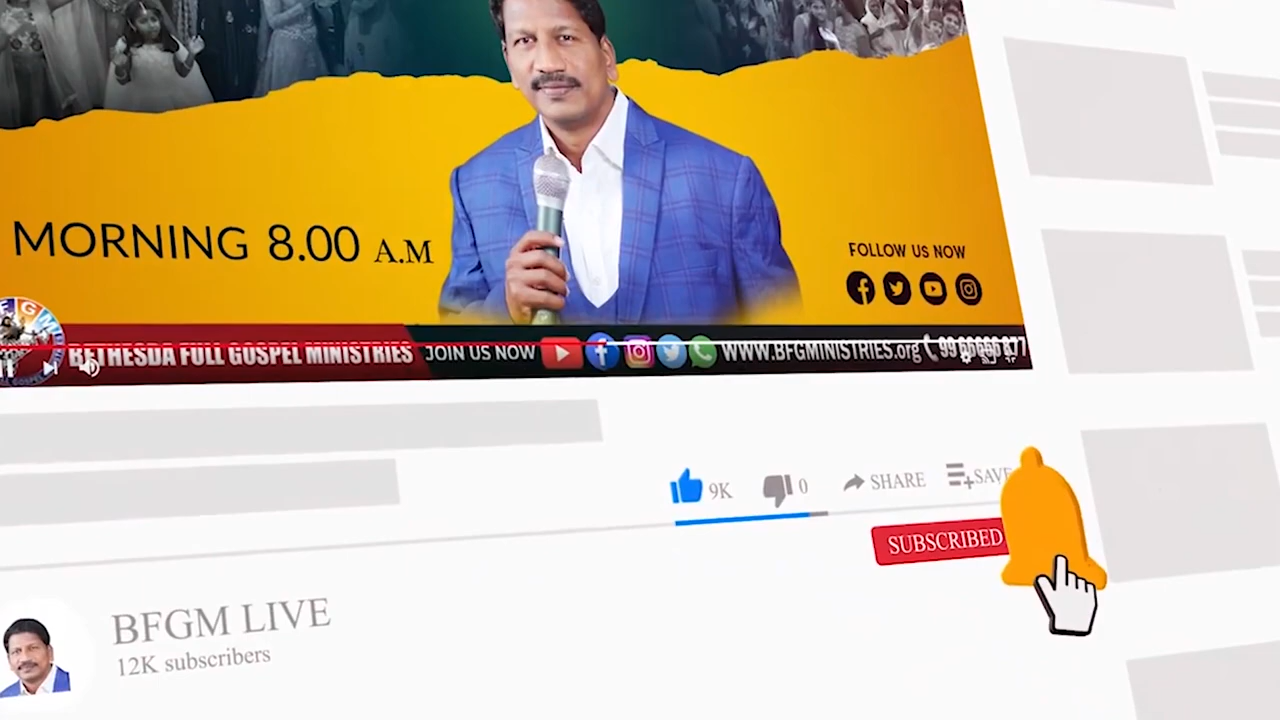 MORNING 8.00 A.M
FOLLOW US NOW
BETHESDA FULL GOSPEL MINISTRIES
JOIN US NOW
WWW.BFGMINISTRIES.org
9K
0
SHARE
SAVE
SUBSCRIBED
BFGM LIVE
12K subscribers